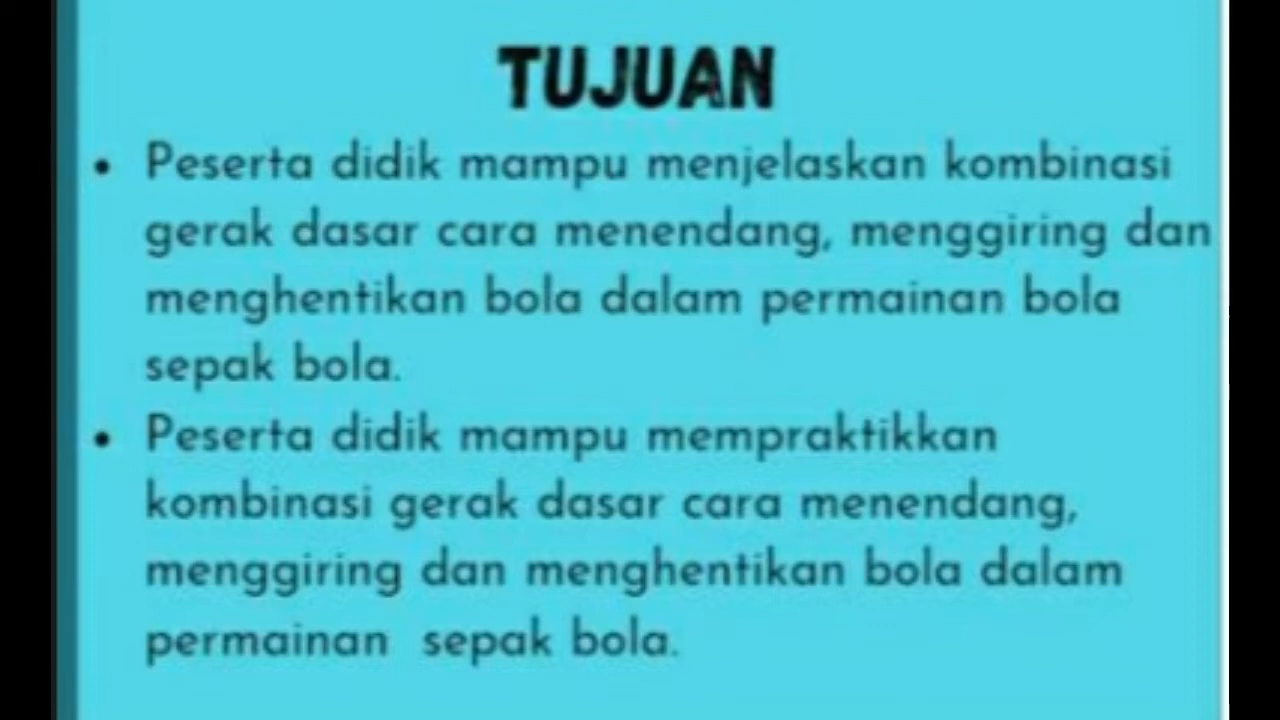 TUJUAN
• Peserta didik mampu menjelaskan kombinasi
gerak dasar cara menendang, menggiring dan
menghentikan bola dalam permainan bola
sepak bola.
• Peserta didik mampu mempraktikkan
kombinasi gerak dasar cara menendang,
menggiring dan menghentikan bola dalam
permainan sepak bola.